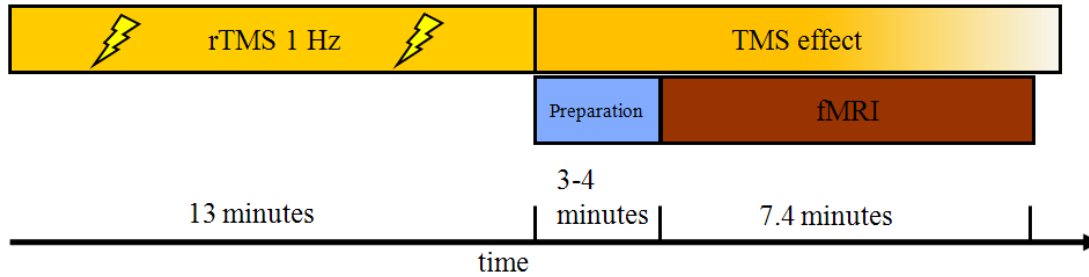 rTMS 1 Hz
TMS effect
Preparation
fMRI
13 minutes
3-4
minutes
7.4 minutes
time